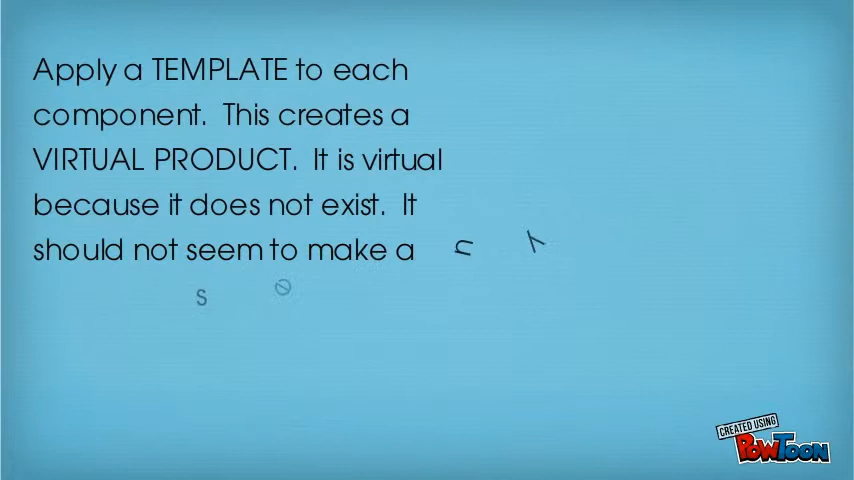 Apply a TEMPLATE to each
component. This creates a
VIRTUAL PRODUCT. It is virtual
because it does not exist. It
should not seem to make a n y
s e
CREATED USING
POWTOON